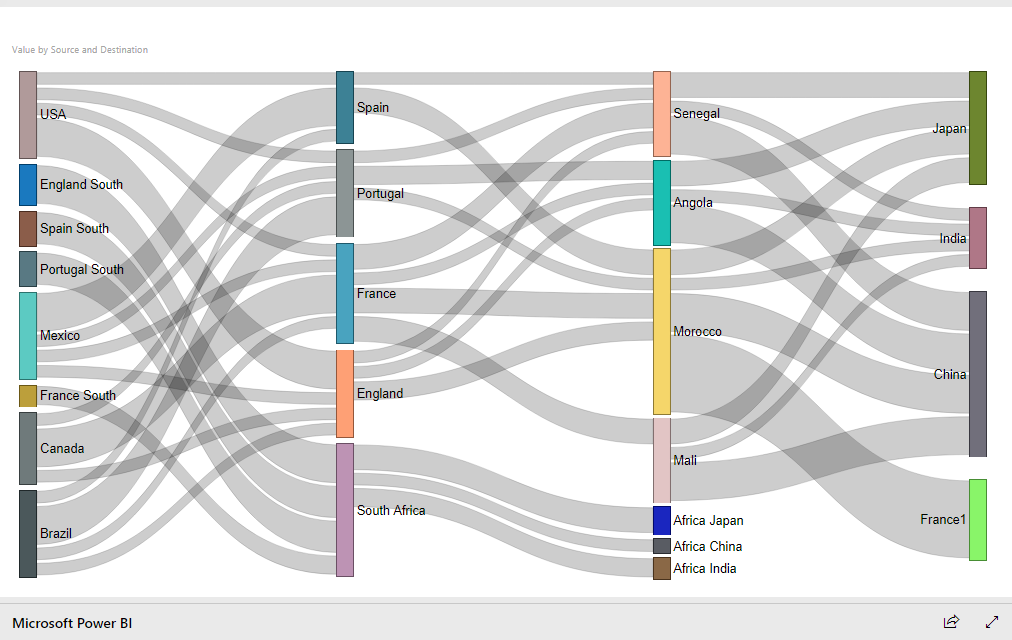 Value by Source and Destination
USA
England South
Spain South
Portugal South
Mexico
France South
Canada
Brazil
Spain
Portugal
France
England
South Africa
Senegal
Angola
Morocco
Mali
Africa Japan
Africa China
Africa India
Japan
India
China
France1
Microsoft Power BI